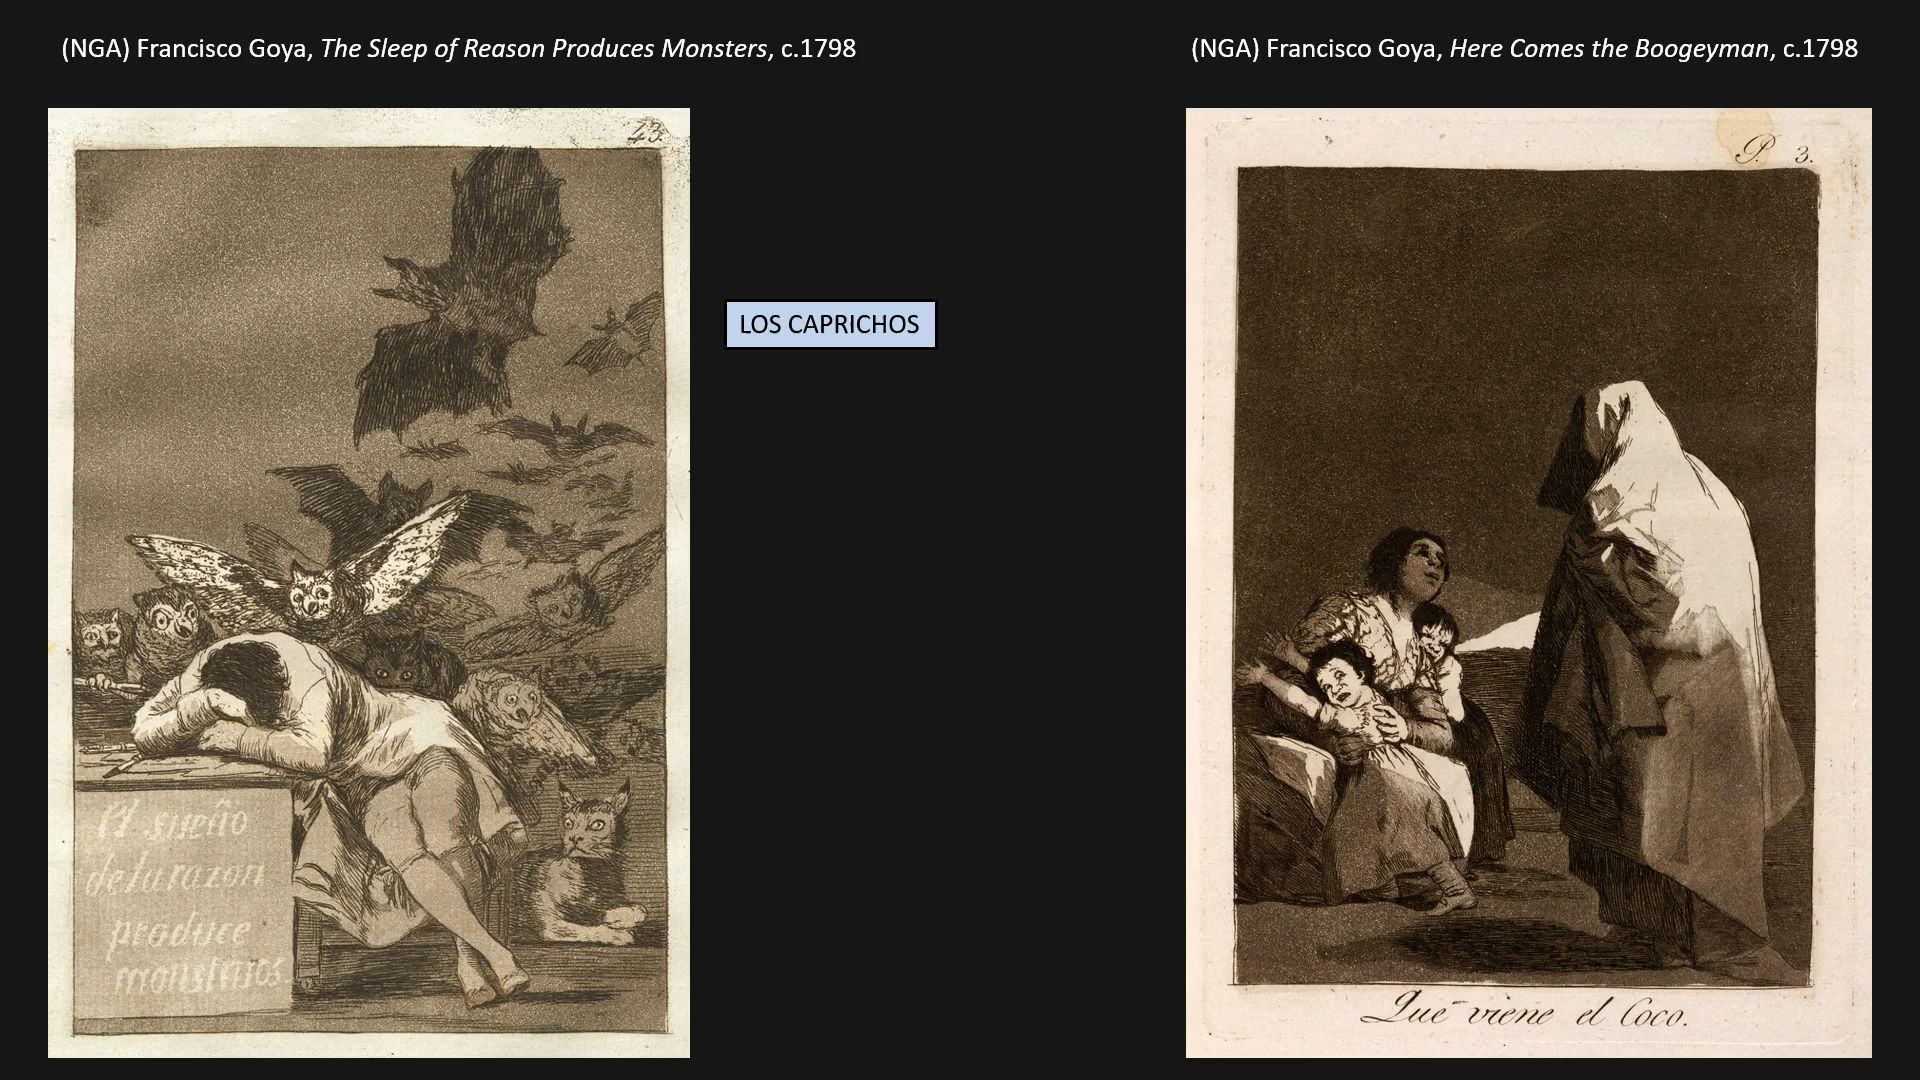 (NGA) Francisco Goya, The Sleep of Reason Produces Monsters, c.1798
(NGA) Francisco Goya, Here Comes the Boogeyman, c.1798
43.
El sueño
de la razon
produce
monstruos.
LOS CAPRICHOS
P. 3.
Que viene el Coco.